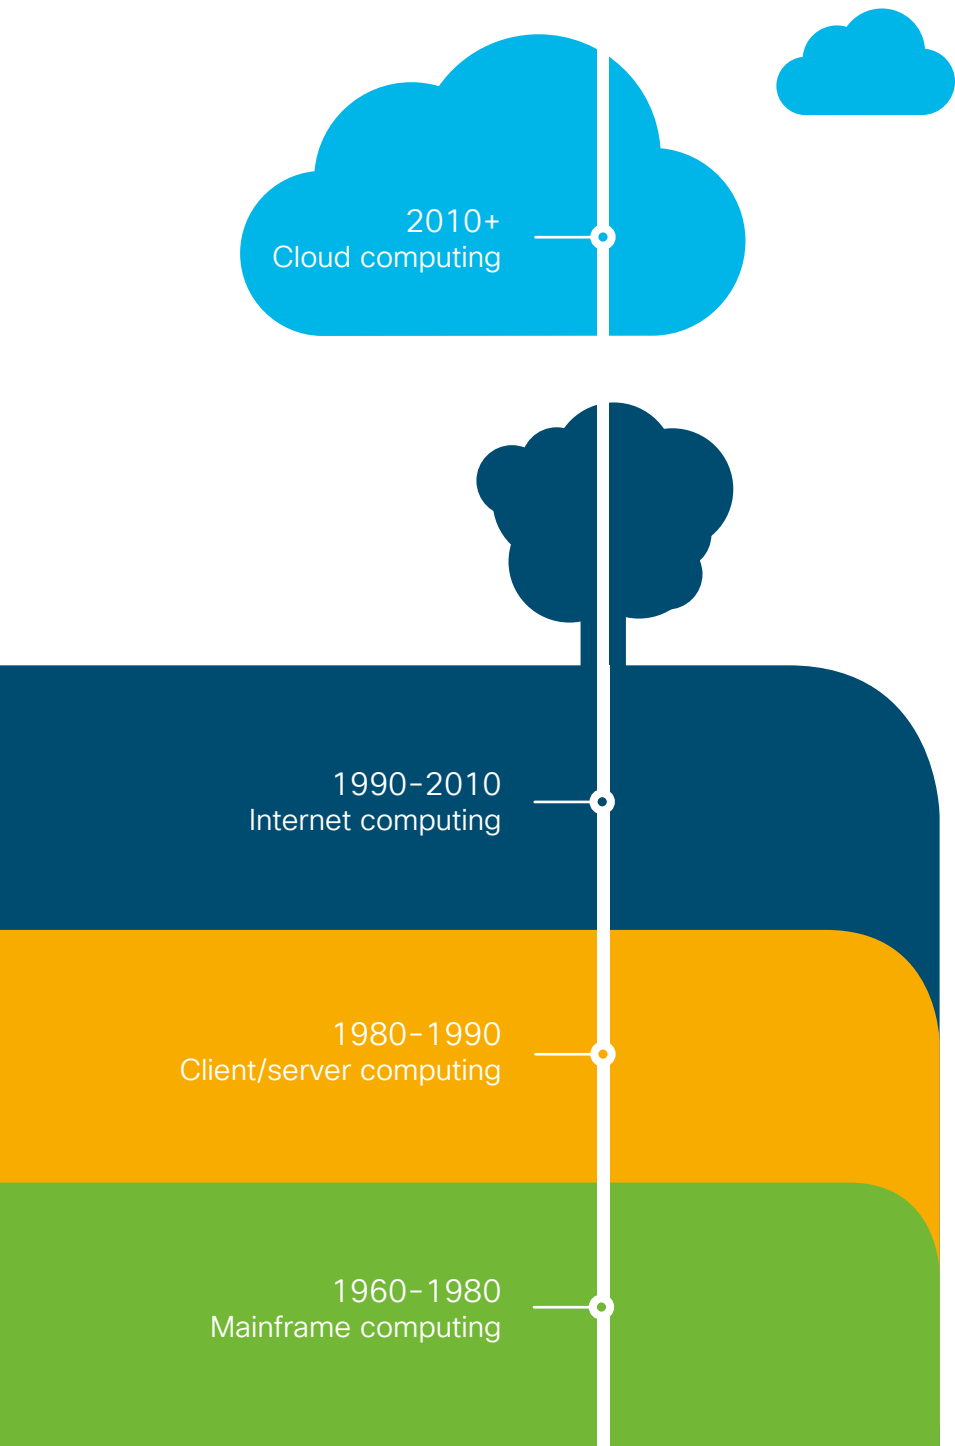 2010+
Cloud computing
1990-2010
Internet computing
1980-1990
Client/server computing
1960-1980
Mainframe computing